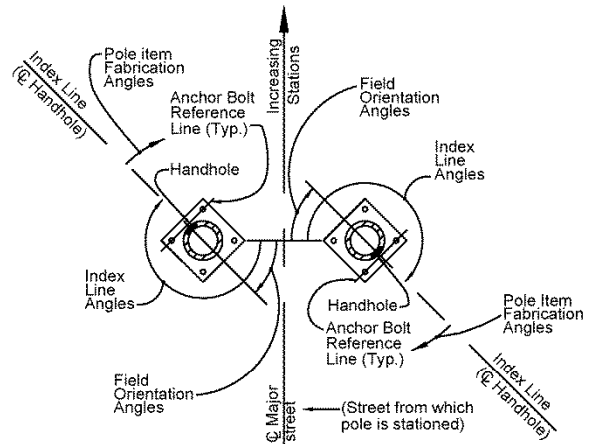 Pole item
Fabrication
Angles
Index Line
(℄ Handhole)
Anchor Bolt
Reference
Line (Typ.)
Handhole
Increasing
Stations
Field
Orientation
Angles
Index
Line
Angles
Index
Line
Angles
Handhole
Anchor Bolt
Reference
Line (Typ.)
Pole Item
Fabrication
Angles
Index Line
(℄ Handhole)
Field
Orientation
Angles
℄ Major
street
(Street from which
pole is stationed)